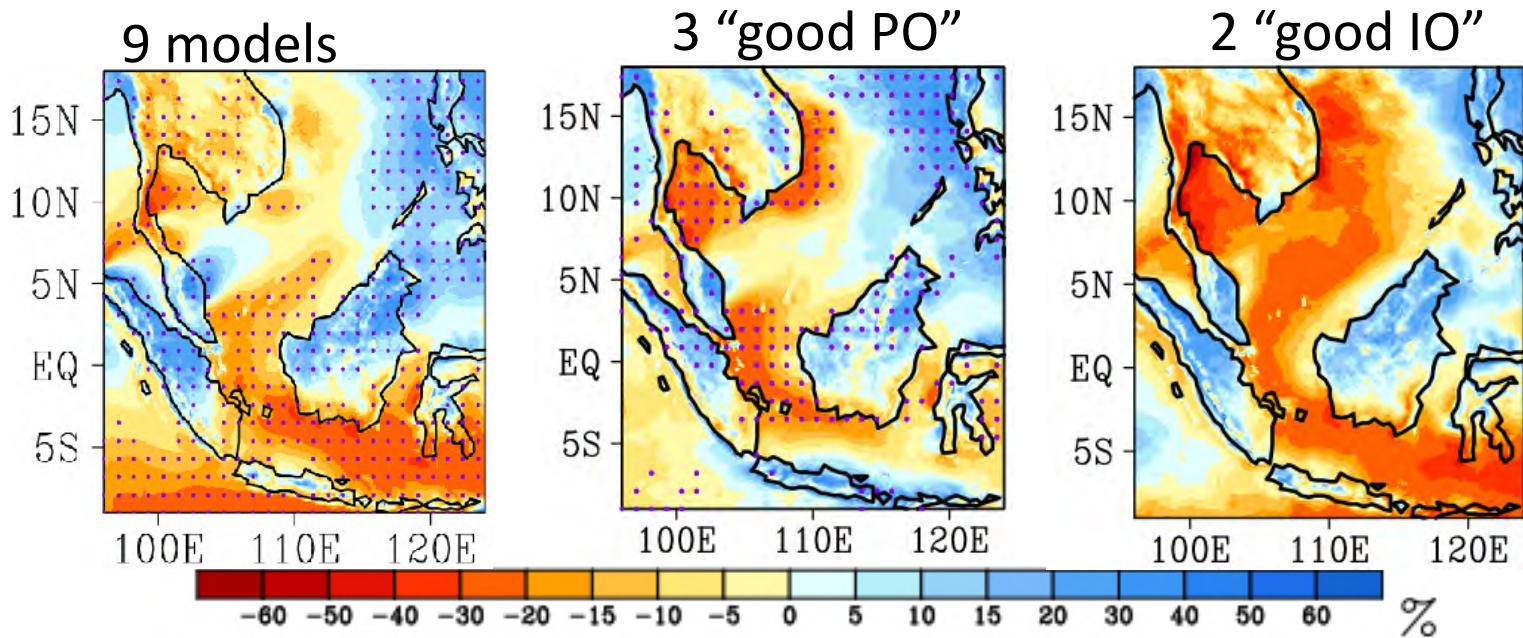 9 models
3 “good PO”
2 “good IO”
15N
10N
5N
EQ
5S
100E 110E 120E
15N
10N
5N
EQ
5S
100E 110E 120E
15N
10N
5N
EQ
5S
100E 110E 120E
-60 -50 -40 -30 -20 -15 -10 -5 0 5 10 15 20 30 40 50 60 %